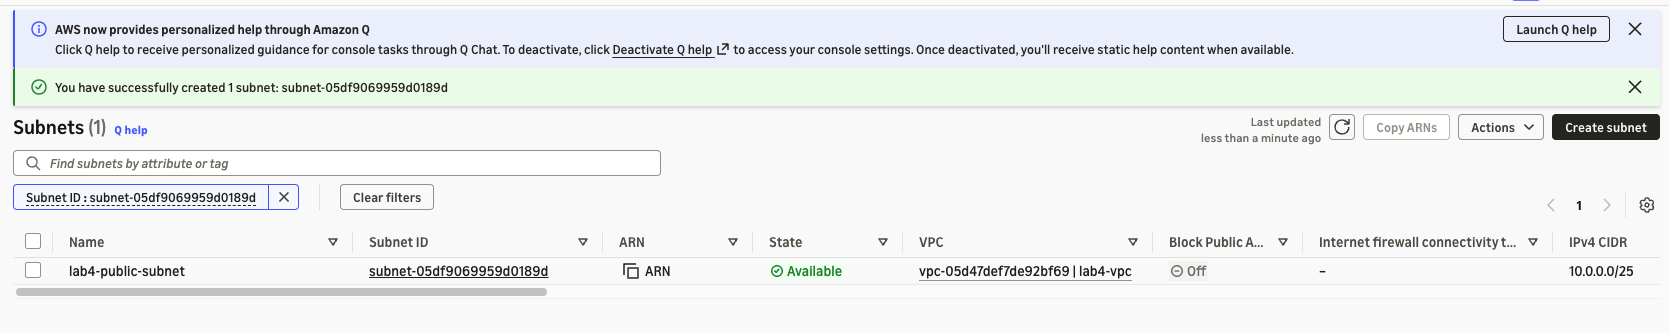 AWS now provides personalized help through Amazon Q
Launch Q help
Click Q help to receive personalized guidance for console tasks through Q Chat. To deactivate, click Deactivate Q help to access your console settings. Once deactivated, you'll receive static help content when available.
You have successfully created 1 subnet: subnet-05df9069959d0189d
Subnets (1) Q help
Last updated
less than a minute ago
Copy ARNs
Actions
Create subnet
Find subnets by attribute or tag
Subnet ID : subnet-05df9069959d0189d
Clear filters
1
Name Subnet ID ARN State VPC Block Public A... Internet firewall connectivity t... IPv4 CIDR
lab4-public-subnet subnet-05df9069959d0189d ARN Available vpc-05d47def7de92bf69 | lab4-vpc Off – 10.0.0.0/25